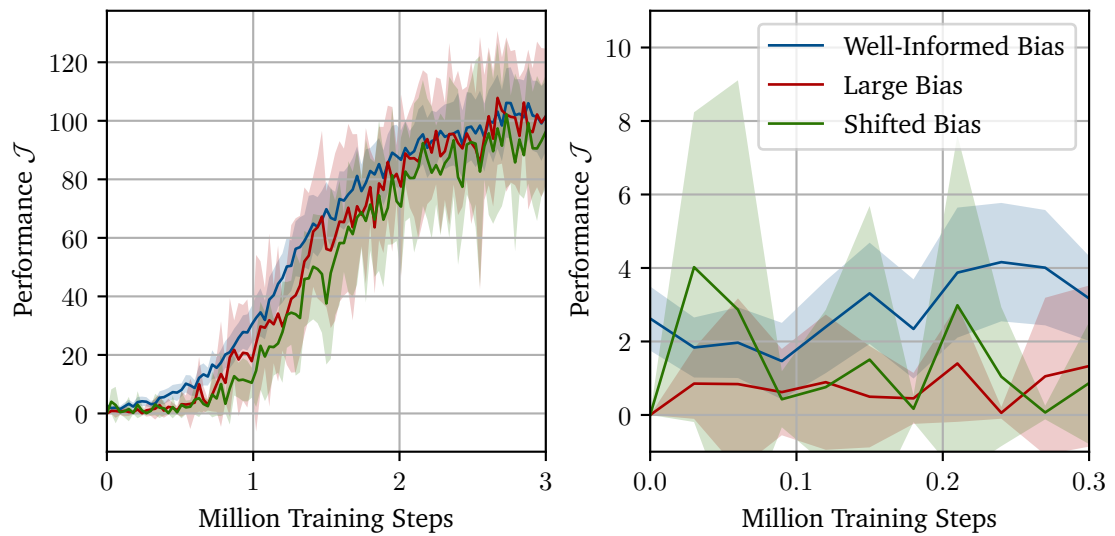 Performance 𝒥
120
100
80
60
40
20
0
0 1 2 3
Million Training Steps
Performance 𝒥
10
8
6
4
2
0
0.0 0.1 0.2 0.3
Million Training Steps
Well-Informed Bias
Large Bias
Shifted Bias